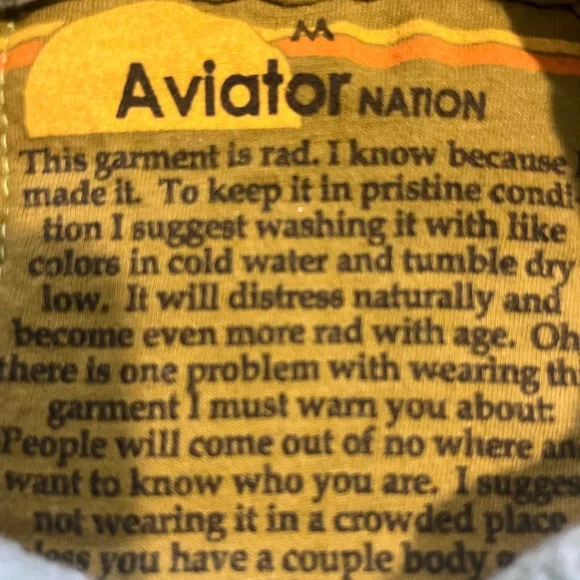 M
Aviator NATION
This garment is rad. I know because
made it. To keep it in pristine condi
tion I suggest washing it with like
colors in cold water and tumble dry
low. It will distress naturally and
become even more rad with age. Oh
there is one problem with wearing th
garment I must warn you about:
People will come out of no where an
want to know who you are. I sugges
not wearing it in a crowded place
less you have a couple body